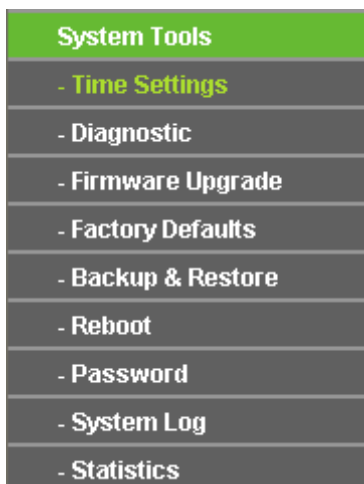 System Tools
- Time Settings
- Diagnostic
- Firmware Upgrade
- Factory Defaults
- Backup & Restore
- Reboot
- Password
- System Log
- Statistics